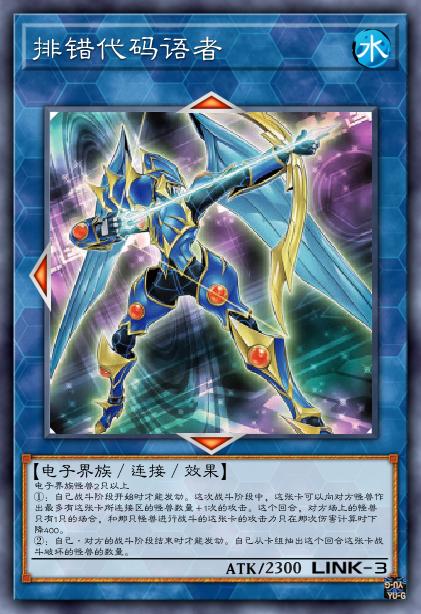 排错代码语者
水
【电子界族／连接／效果】
电子界族怪兽2只以上
①：自己战斗阶段开始时才能发动。这次战斗阶段中，这张卡可以向对方怪兽作
出最多有这张卡所连接区的怪兽数量＋1次的攻击。这个回合，对方场上的怪兽
只有1只的场合，和那只怪兽进行战斗的这张卡的攻击力只在那次伤害计算时下
降400。
②：自己·对方的战斗阶段结束时才能发动。自己从卡组抽出这个回合这张卡战
斗破坏的怪兽的数量。
ATK/2300 LINK-3